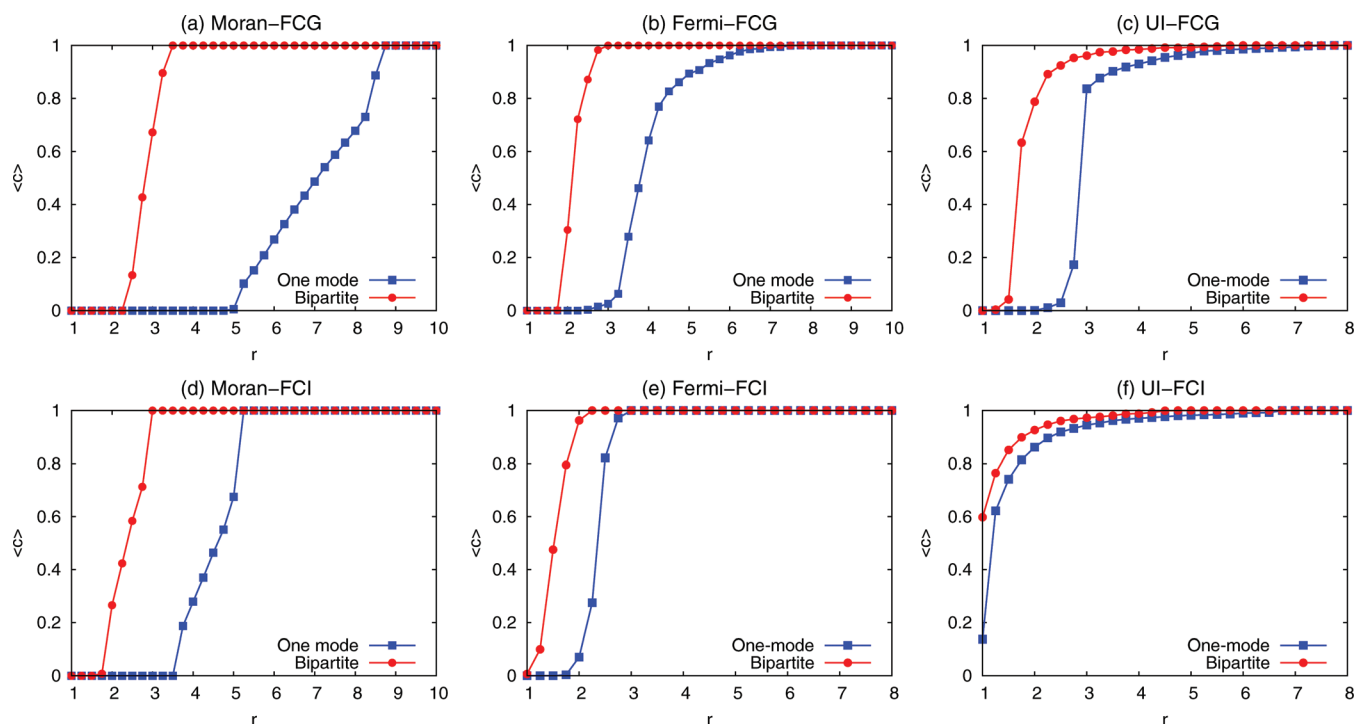 (a) Moran−FCG
1
0.8
0.6
0.4
0.2
0
<c>
One mode
Bipartite
1 2 3 4 5 6 7 8 9 10
r
(b) Fermi−FCG
1
0.8
0.6
0.4
0.2
0
<c>
One mode
Bipartite
1 2 3 4 5 6 7 8 9 10
r
(c) UI−FCG
1
0.8
0.6
0.4
0.2
0
<c>
One-mode
Bipartite
1 2 3 4 5 6 7 8
r
(d) Moran−FCI
1
0.8
0.6
0.4
0.2
0
<c>
One mode
Bipartite
1 2 3 4 5 6 7 8 9 10
r
(e) Fermi−FCI
1
0.8
0.6
0.4
0.2
0
<c>
One-mode
Bipartite
1 2 3 4 5 6 7 8
r
(f) UI−FCI
1
0.8
0.6
0.4
0.2
0
<c>
One-mode
Bipartite
1 2 3 4 5 6 7 8
r